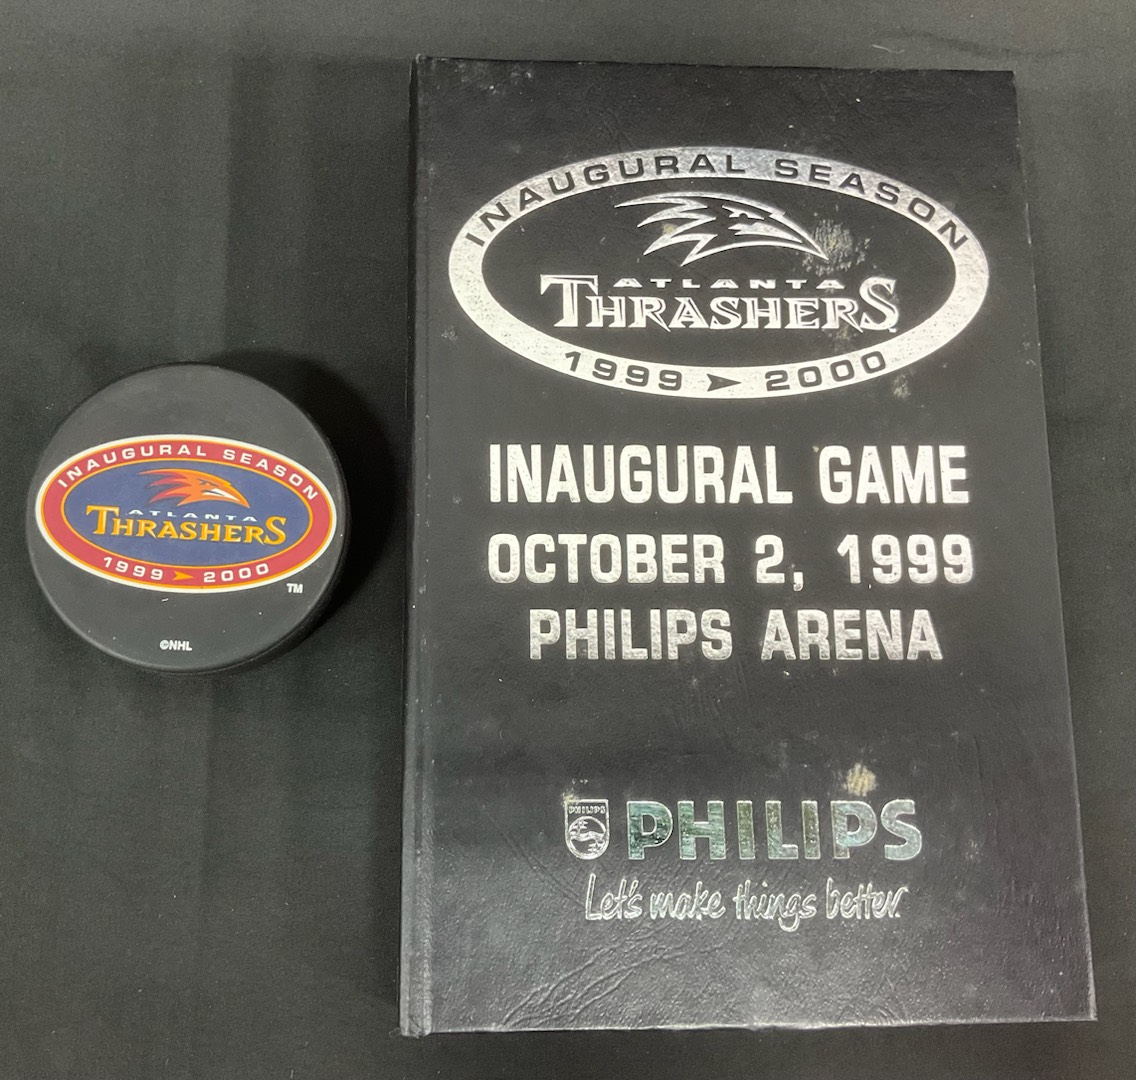 INAUGURAL SEASON
ATLANTA
THRASHERS
1999 2000
TM
©NHL
INAUGURAL SEASON
ATLANTA
THRASHERS
1999 2000
INAUGURAL GAME
OCTOBER 2, 1999
PHILIPS ARENA
PHILIPS
PHILIPS
Let's make things better.